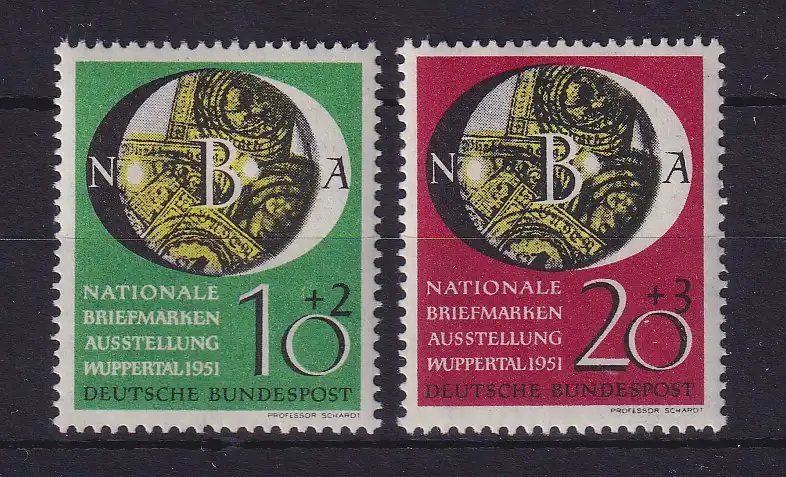 N B A
NATIONALE
BRIEFMARKEN
AUSSTELLUNG
WUPPERTAL 1951
10+2
DEUTSCHE BUNDESPOST
PROFESSOR SCHARDT
N B A
NATIONALE
BRIEFMARKEN
AUSSTELLUNG
WUPPERTAL 1951
20+3
DEUTSCHE BUNDESPOST
PROFESSOR SCHARDT